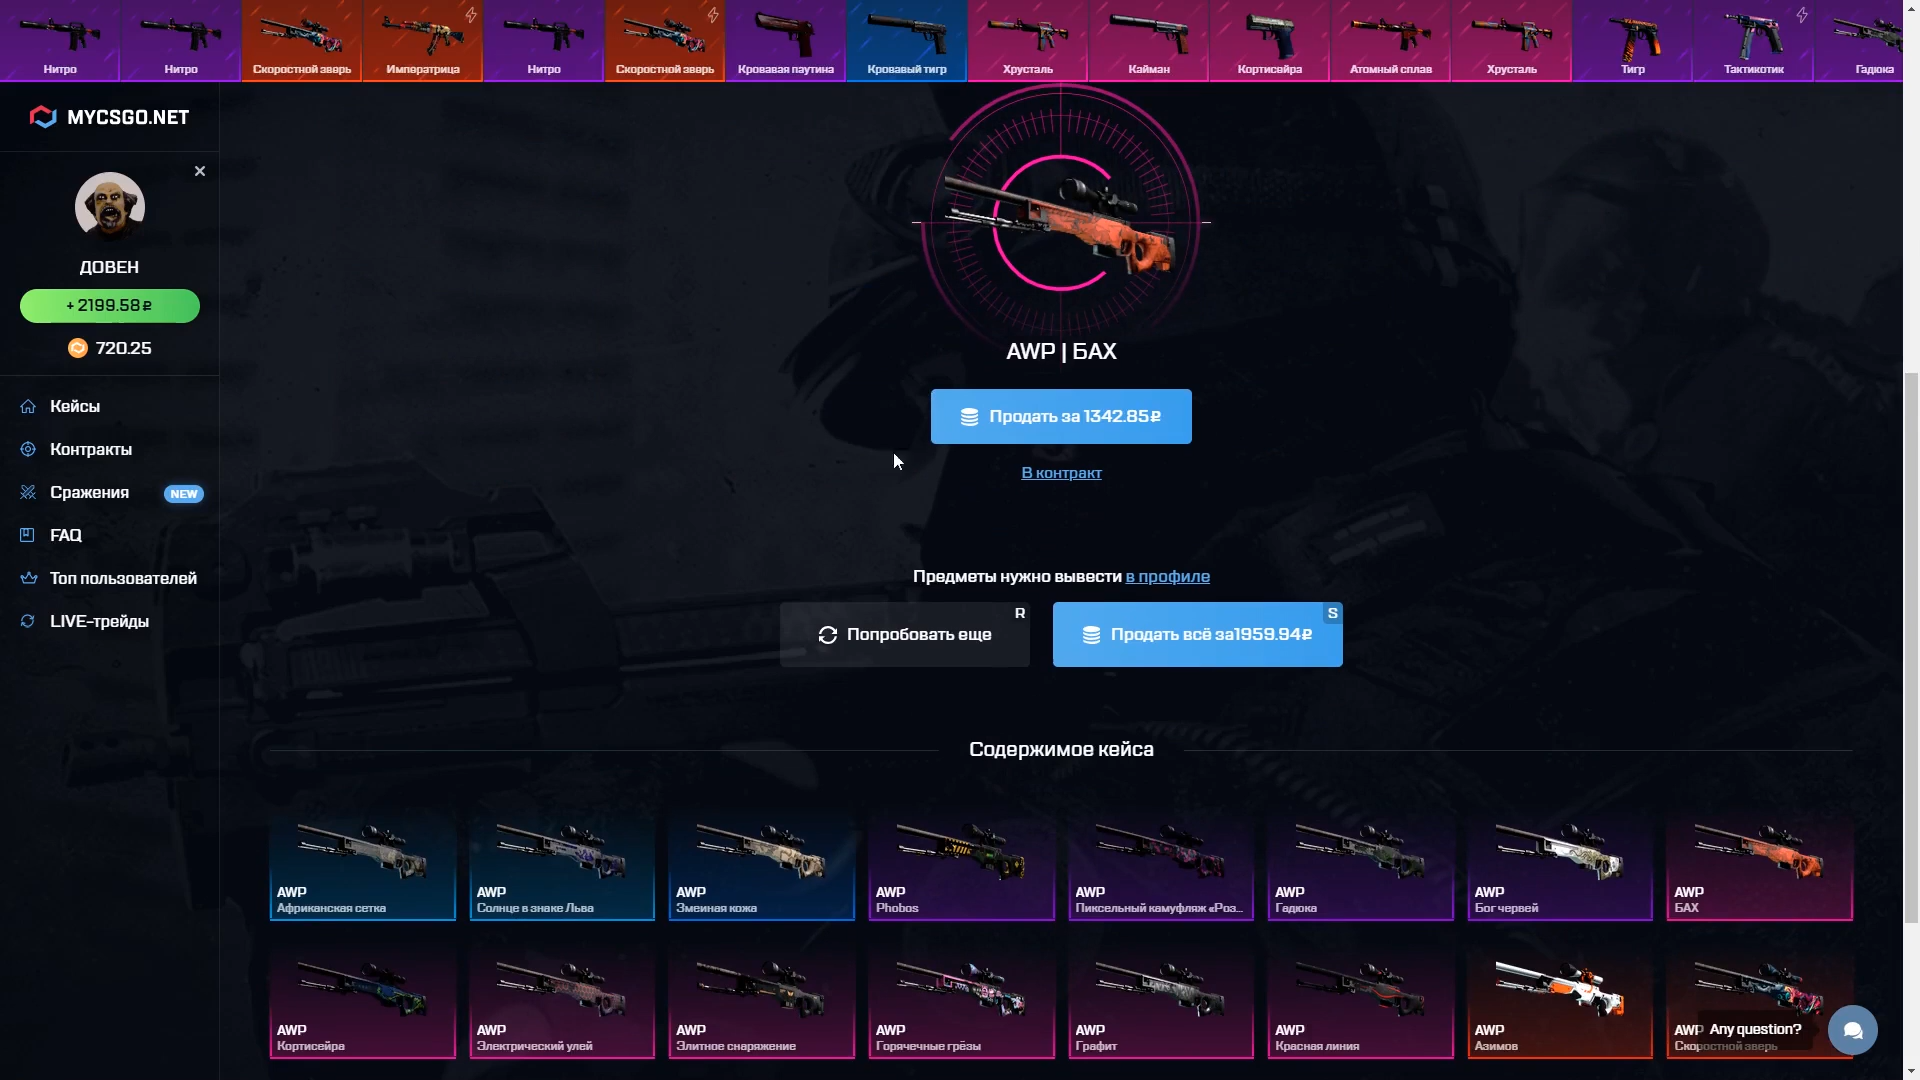 Нитро
Нитро
Скоростной зверь
Императрица
Нитро
Скоростной зверь
Кровавая паутина
Кровавый тигр
Хрусталь
Кайман
Кортисейра
Атомный сплав
Хрусталь
Тигр
Тактикотик
Гадюка
MYCSGO.NET
ДОВЕН
+ 2199.58₽
720.25
Кейсы
Контракты
Сражения NEW
FAQ
Топ пользователей
LIVE-трейды
AWP | БАХ
Продать за 1342.85₽
В контракт
Предметы нужно вывести в профиле
Попробовать еще R
Продать всё за1959.94₽ S
Содержимое кейса
AWP
Африканская сетка
AWP
Солнце в знаке Льва
AWP
Змеиная кожа
AWP
Phobos
AWP
Пиксельный камуфляж «Роз...
AWP
Гадюка
AWP
Бог червей
AWP
БАХ
AWP
Кортисейра
AWP
Электрический улей
AWP
Элитное снаряжение
AWP
Горячечные грёзы
AWP
Графит
AWP
Красная линия
AWP
Азимов
AWP
Скоростной зверь
Any question?